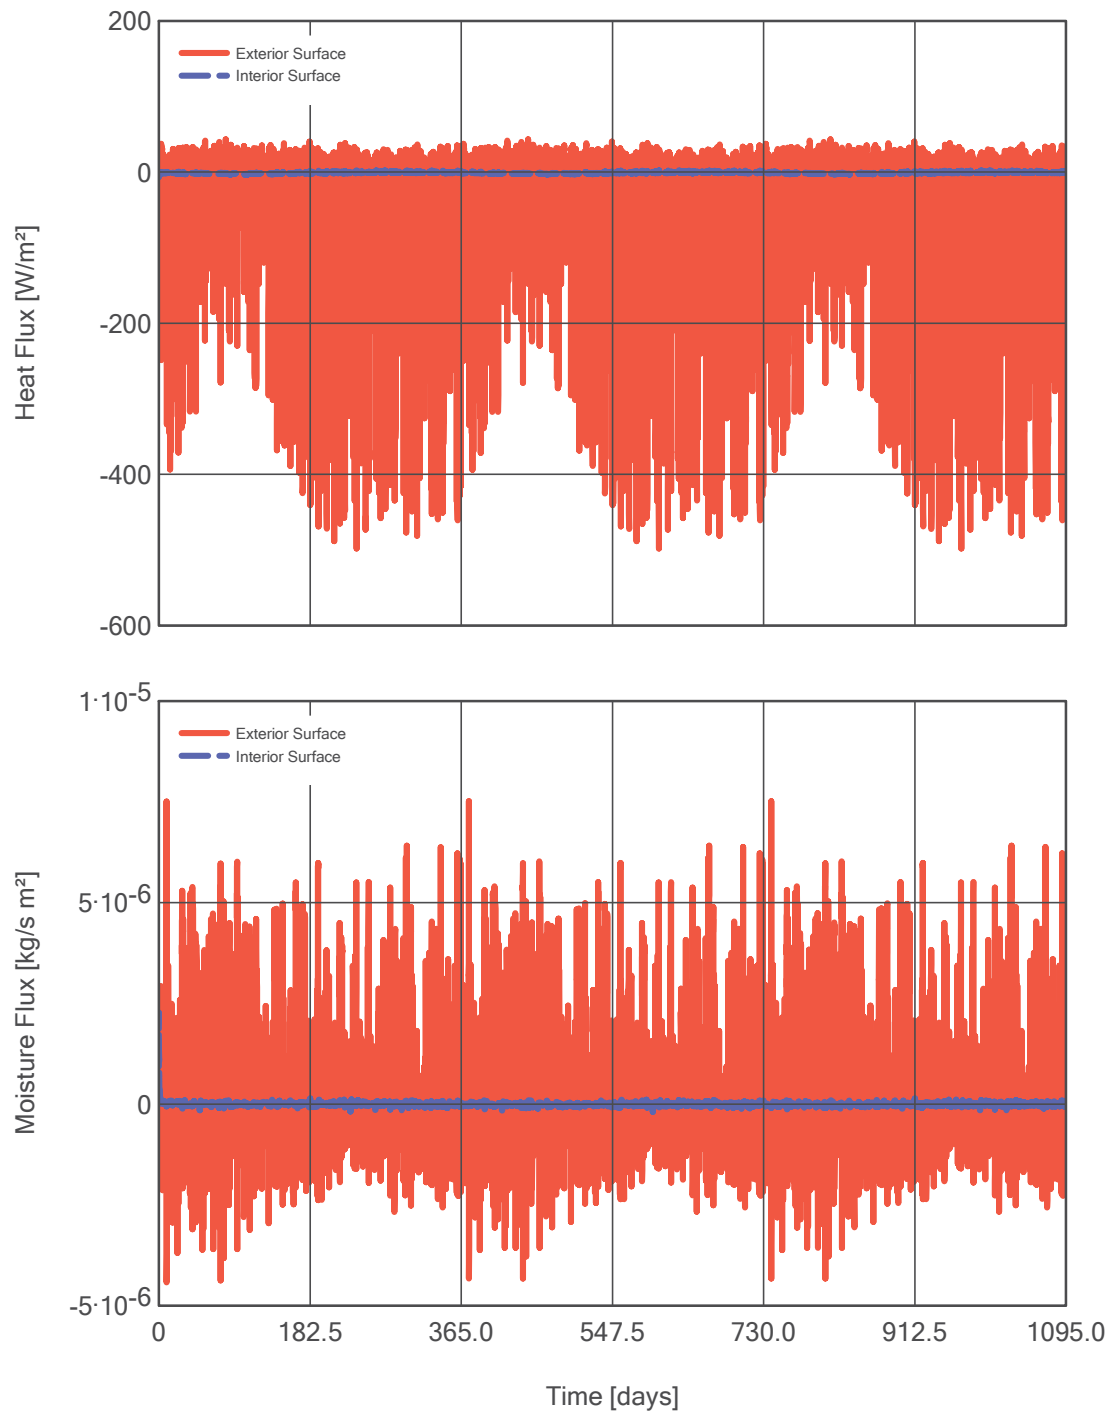 200
Exterior Surface
Interior Surface
0
-200
-400
-600
Heat Flux [W/m²]
1·10-5
Exterior Surface
Interior Surface
5·10-6
0
-5·10-6
Moisture Flux [kg/s m²]
0 182.5 365.0 547.5 730.0 912.5 1095.0
Time [days]